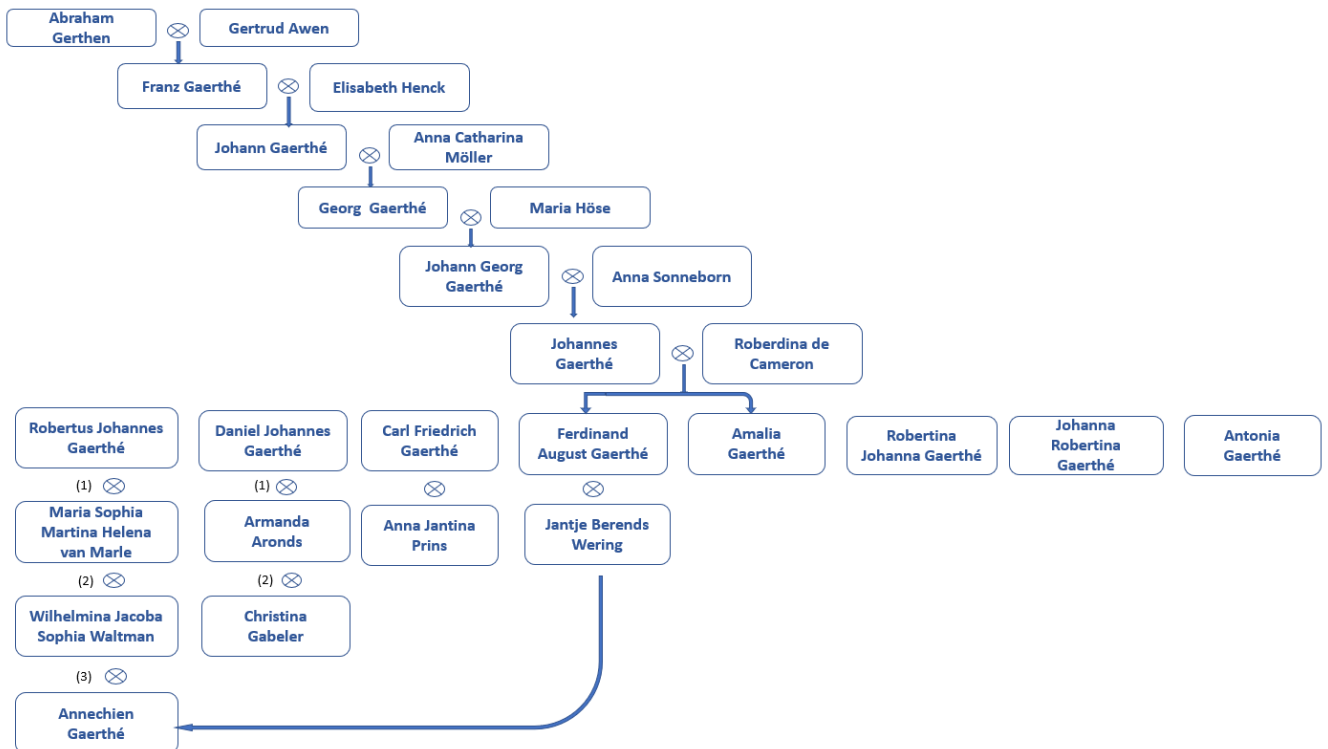 Abraham
Gerthen
Gertrud Awen
Franz Gaerthé
Elisabeth Henck
Johann Gaerthé
Anna Catharina
Möller
Georg Gaerthé
Maria Höse
Johann Georg
Gaerthé
Anna Sonneborn
Johannes
Gaerthé
Roberdina de
Cameron
Robertus Johannes
Gaerthé
Daniel Johannes
Gaerthé
Carl Friedrich
Gaerthé
Ferdinand
August Gaerthé
Amalia
Gaerthé
Robertina
Johanna Gaerthé
Johanna
Robertina
Gaerthé
Antonia
Gaerthé
(1)
(1)
Maria Sophia
Martina Helena
van Marle
Armanda
Aronds
Anna Jantina
Prins
Jantje Berends
Wering
(2)
(2)
Wilhelmina Jacoba
Sophia Waltman
Christina
Gabeler
(3)
Annechien
Gaerthé